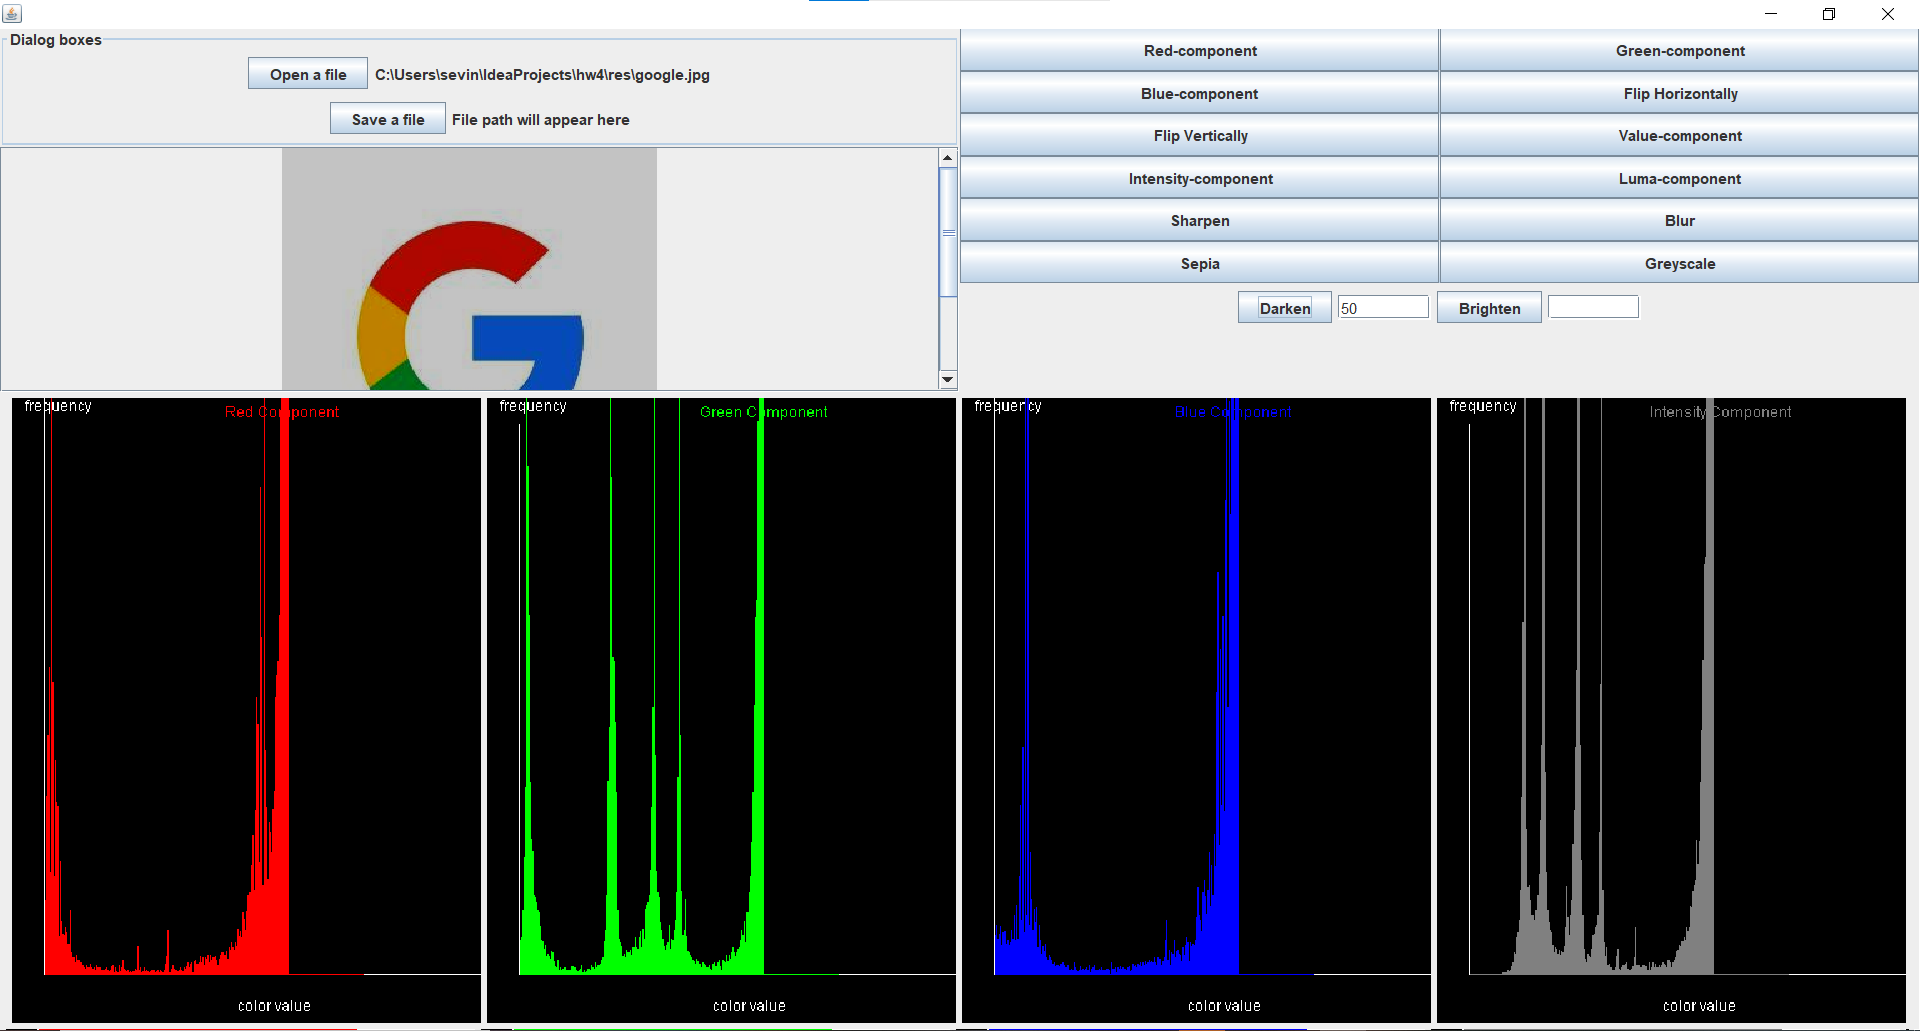 Dialog boxes
Open a file C:\Users\sevin\IdeaProjects\hw4\res\google.jpg
Save a file File path will appear here
Red-component Green-component
Blue-component Flip Horizontally
Flip Vertically Value-component
Intensity-component Luma-component
Sharpen Blur
Sepia Greyscale
Darken 50 Brighten
frequency Red Component
color value
frequency Green Component
color value
frequency Blue Component
color value
frequency Intensity Component
color value